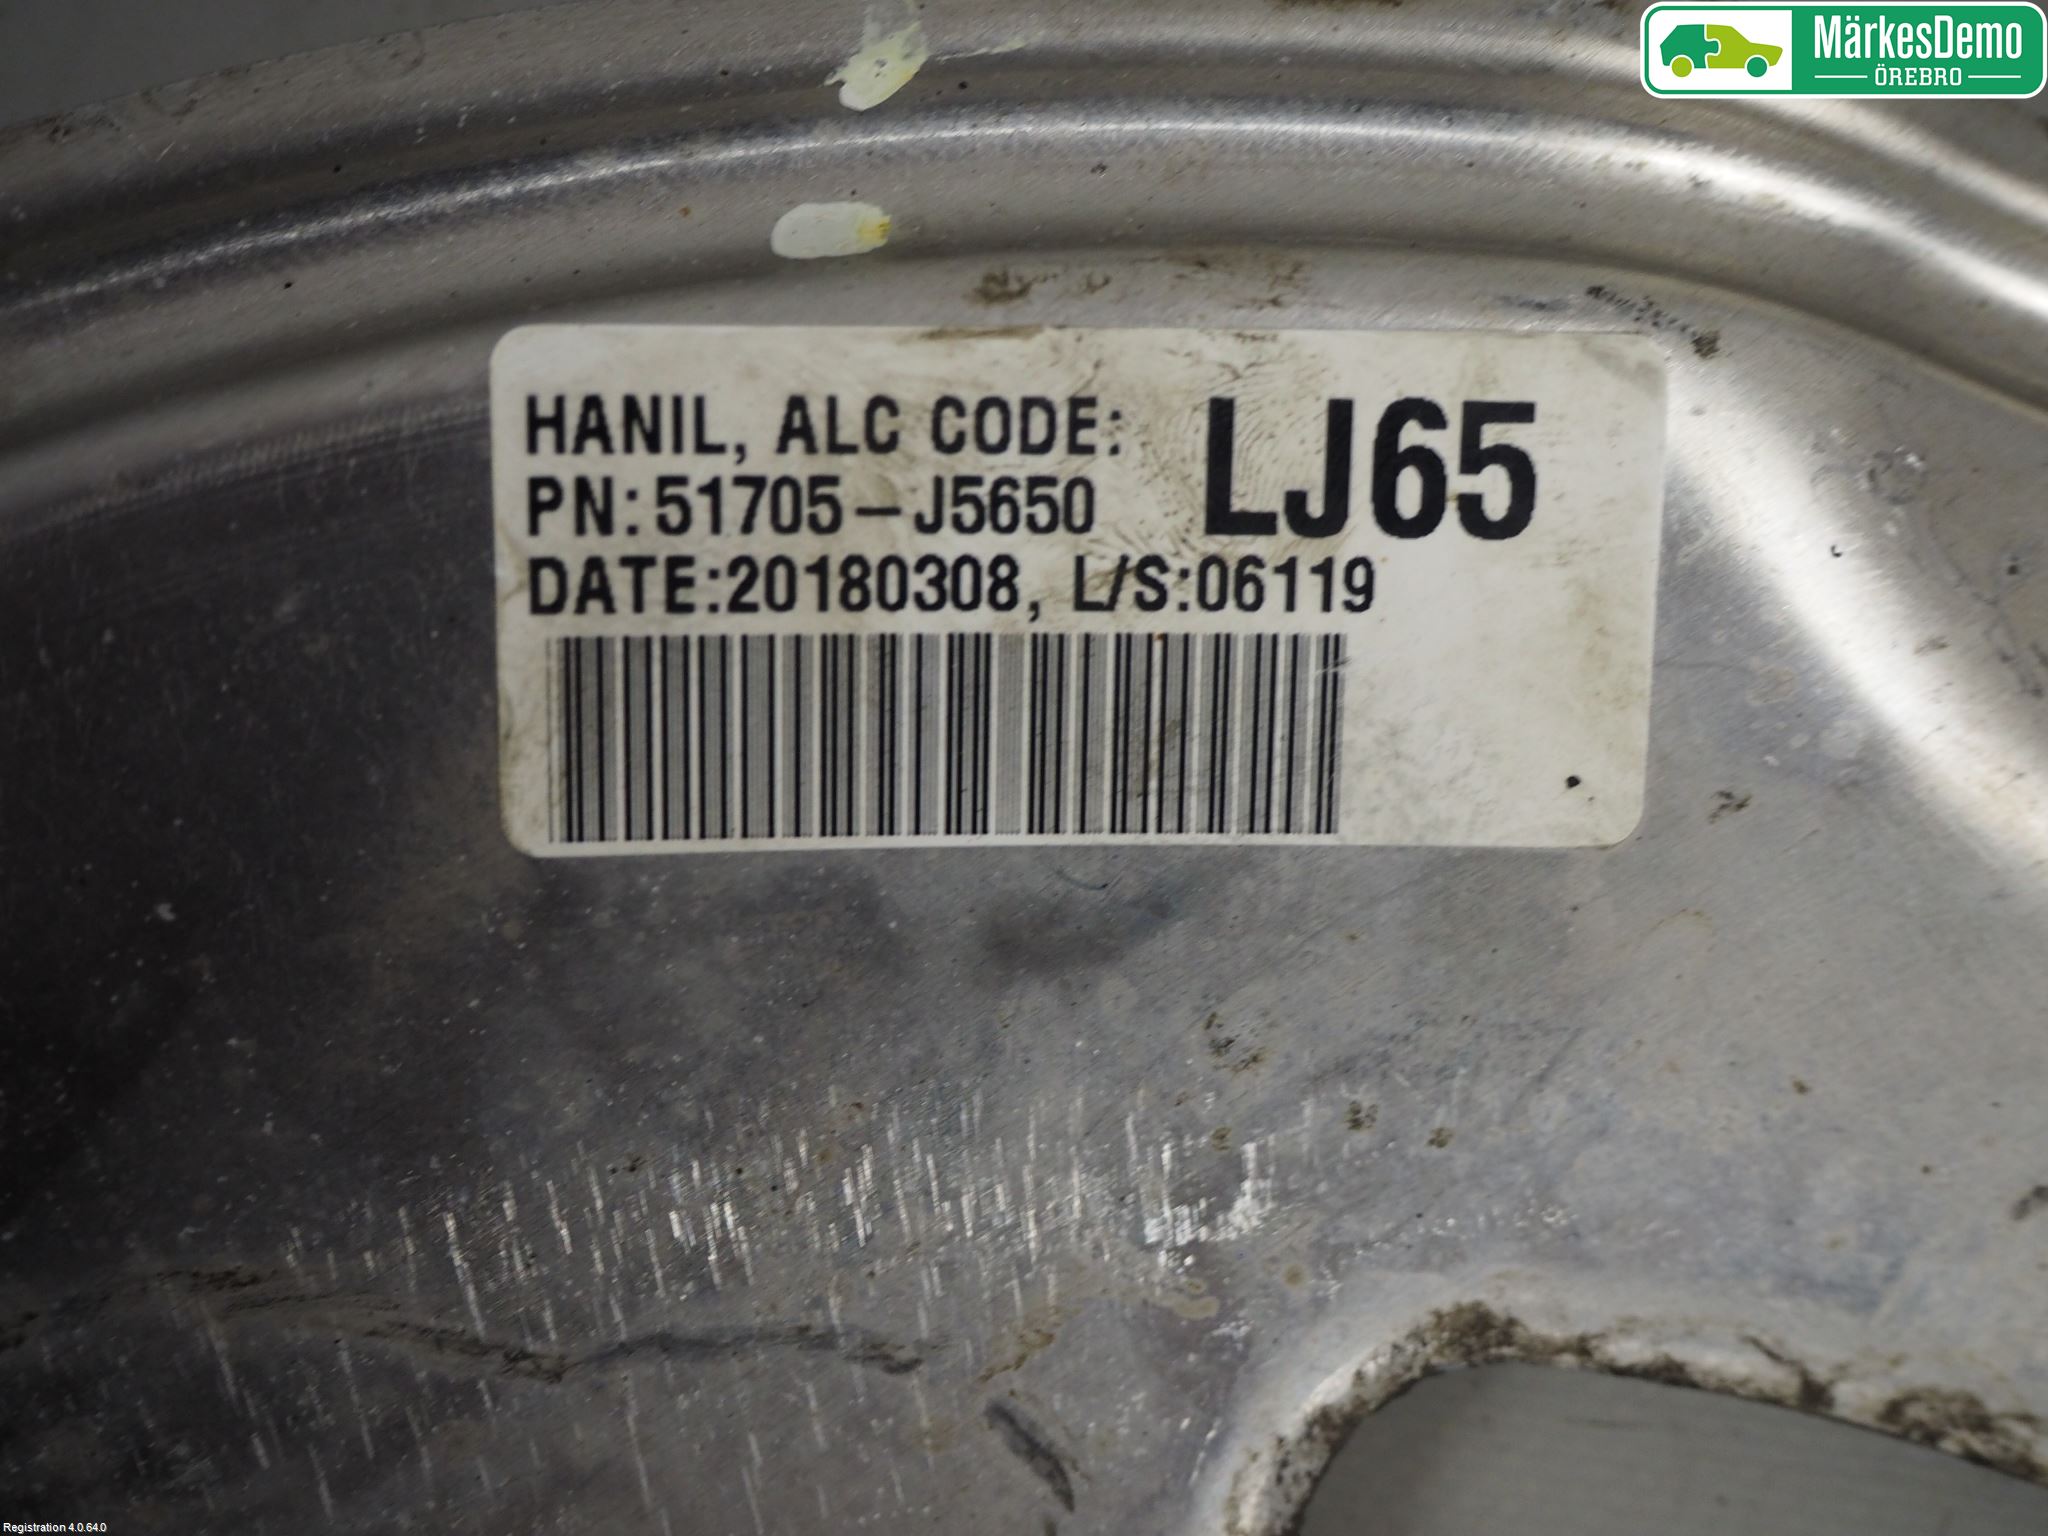 MärkesDemo
ÖREBRO
HANIL, ALC CODE: LJ65
PN:51705-J5650
DATE:20180308, L/S:06119
Registration 4.0.64.0